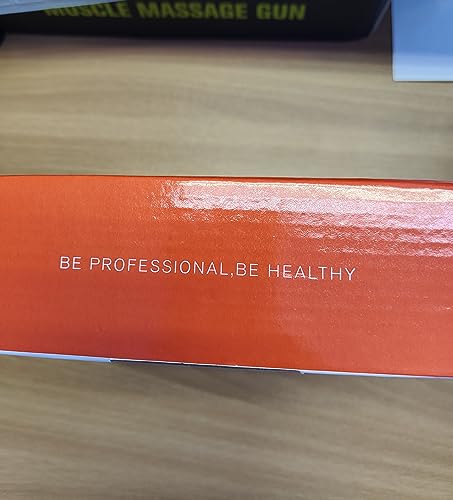 MUSCLE MASSAGE GUN
BE PROFESSIONAL,BE HEALTHY